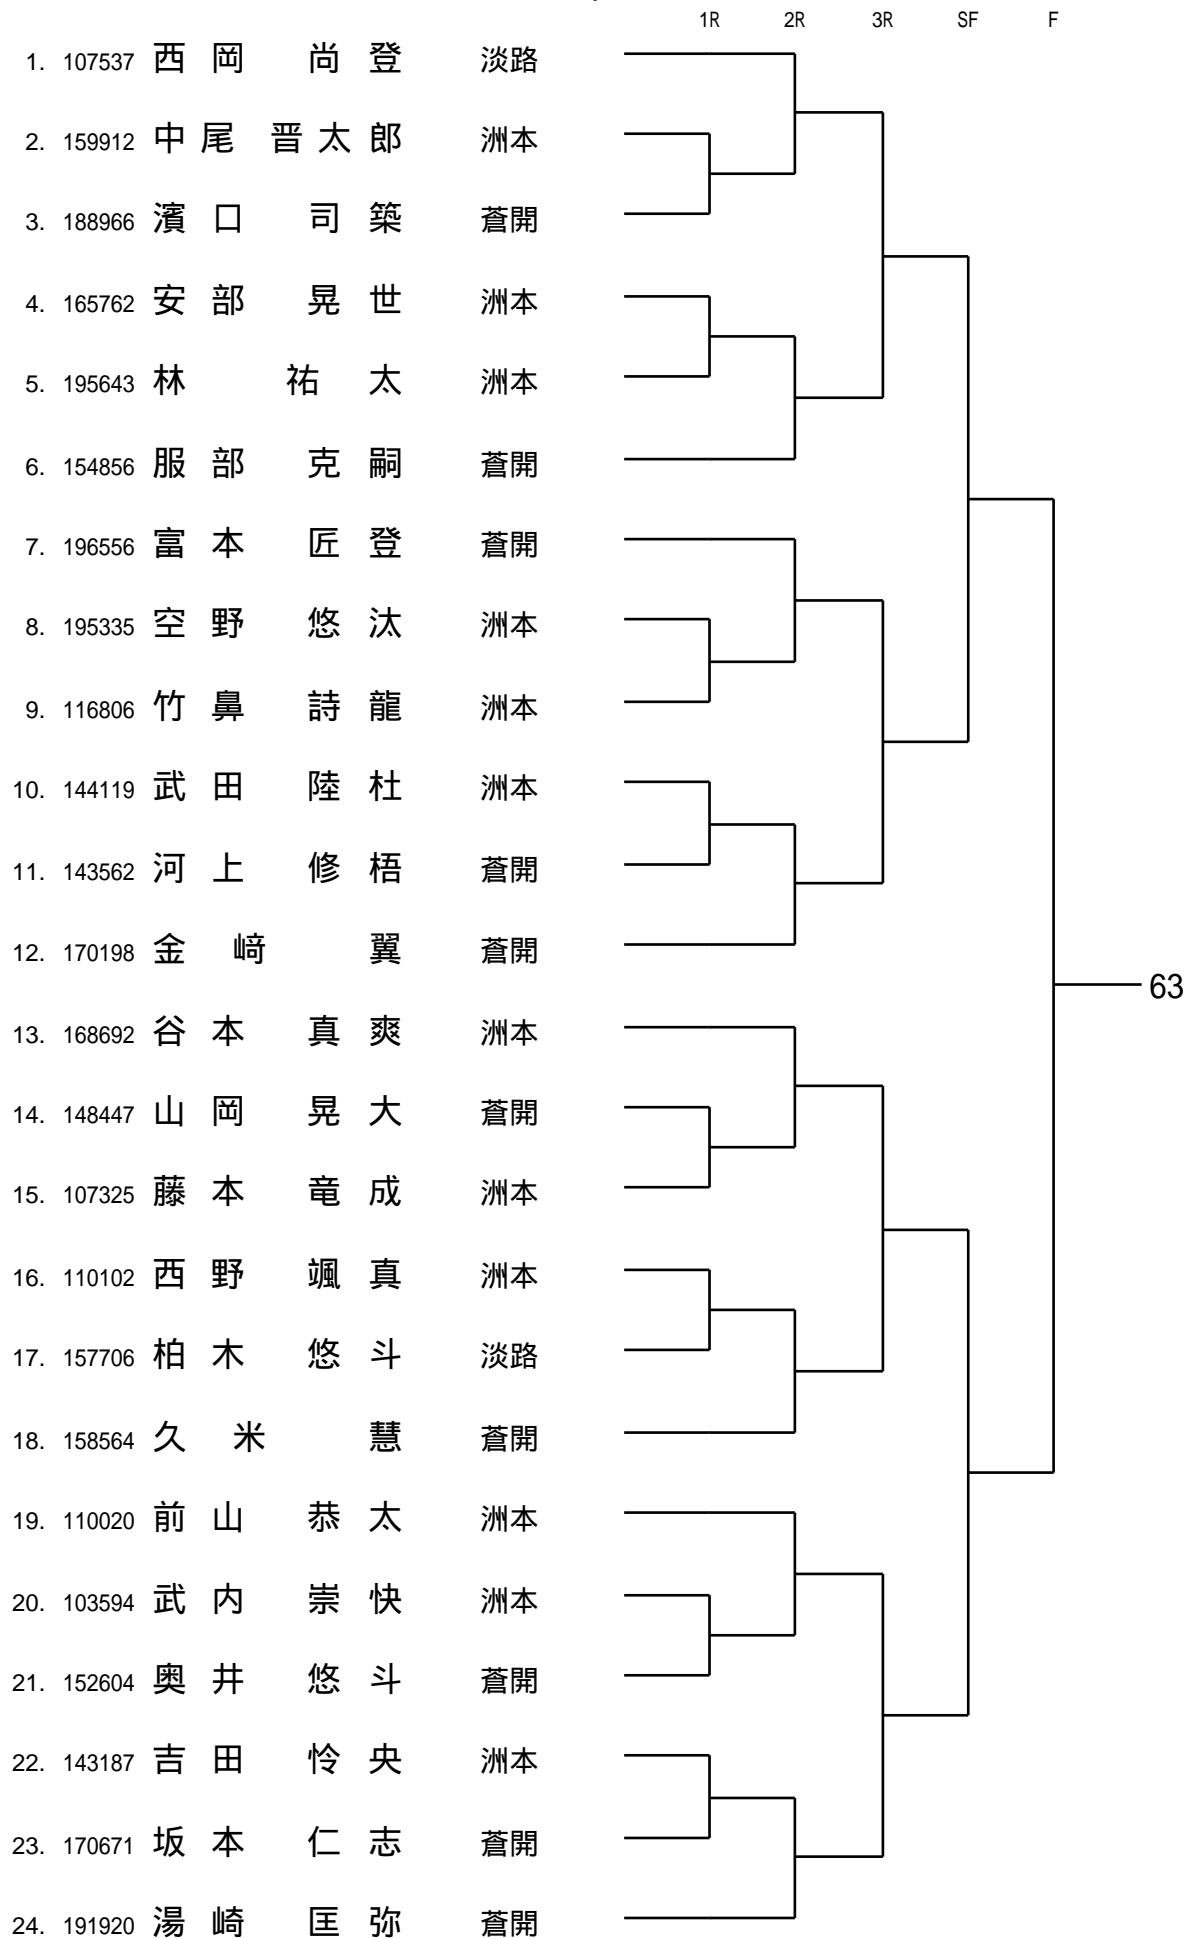 1R 2R 3R SF F
1. 107537 西岡 尚登 淡路
2. 159912 中尾 晋太郎 洲本
3. 188966 濱口 司築 蒼開
4. 165762 安部 晃世 洲本
5. 195643 林 祐太 洲本
6. 154856 服部 克嗣 蒼開
7. 196556 富本 匠登 蒼開
8. 195335 空野 悠汰 洲本
9. 116806 竹鼻 詩龍 洲本
10. 144119 武田 陸杜 洲本
11. 143562 河上 修梧 蒼開
12. 170198 金﨑 翼 蒼開
63
13. 168692 谷本 真爽 洲本
14. 148447 山岡 晃大 蒼開
15. 107325 藤本 竜成 洲本
16. 110102 西野 颯真 洲本
17. 157706 柏木 悠斗 淡路
18. 158564 久米 慧 蒼開
19. 110020 前山 恭太 洲本
20. 103594 武内 崇快 洲本
21. 152604 奥井 悠斗 蒼開
22. 143187 吉田 怜央 洲本
23. 170671 坂本 仁志 蒼開
24. 191920 湯崎 匡弥 蒼開